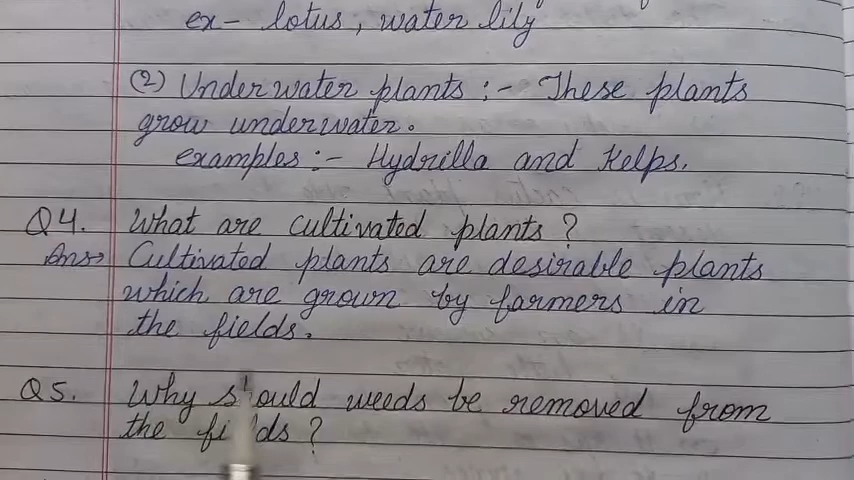 ex- lotus, water lily
(2) Underwater plants :- These plants
grow underwater.
examples :- Hydrilla and Kelps.
Q4. What are cultivated plants?
Ans→ Cultivated plants are desirable plants
which are grown by farmers in
the fields.
Q5. Why should weeds be removed from
the fields?